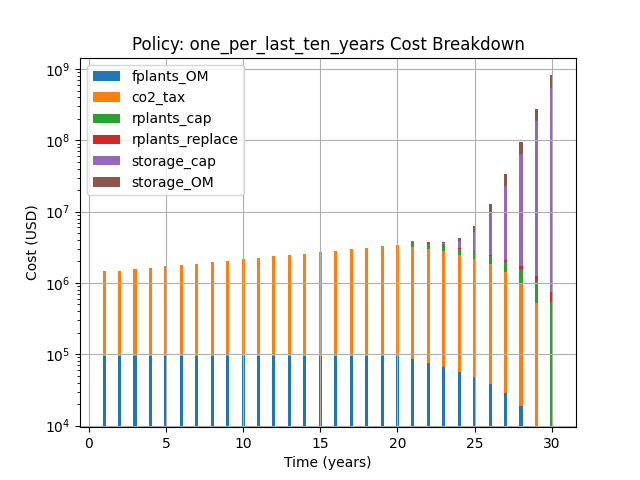 Policy: one_per_last_ten_years Cost Breakdown
10^9
10^8
10^7
10^6
10^5
10^4
Cost (USD)
fplants_OM
co2_tax
rplants_cap
rplants_replace
storage_cap
storage_OM
0 5 10 15 20 25 30
Time (years)